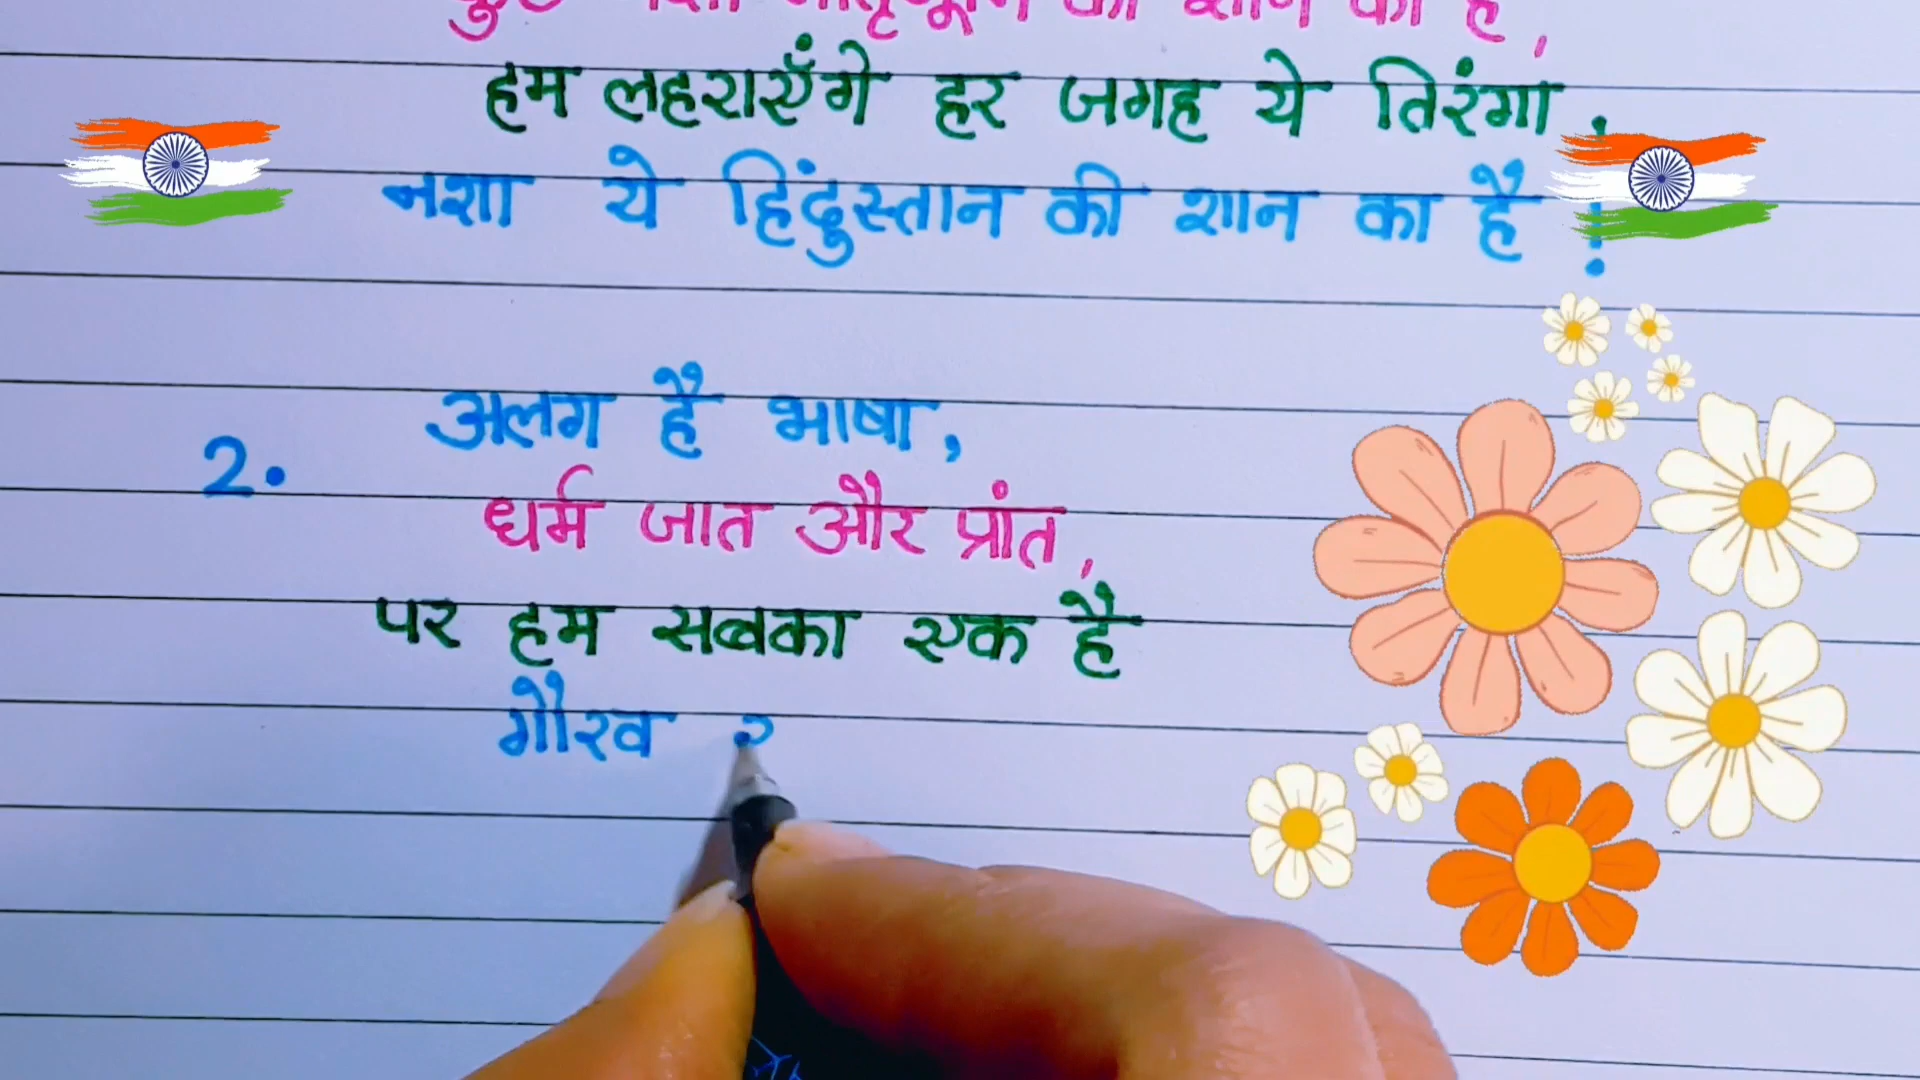 की है,
हम लहराएँगे हर जगह ये तिरंगा,
नशा ये हिंदुस्तान की शान का है!
2. अलग है भाषा,
धर्म जात और प्रांत,
पर हम सबका एक है
गौरव